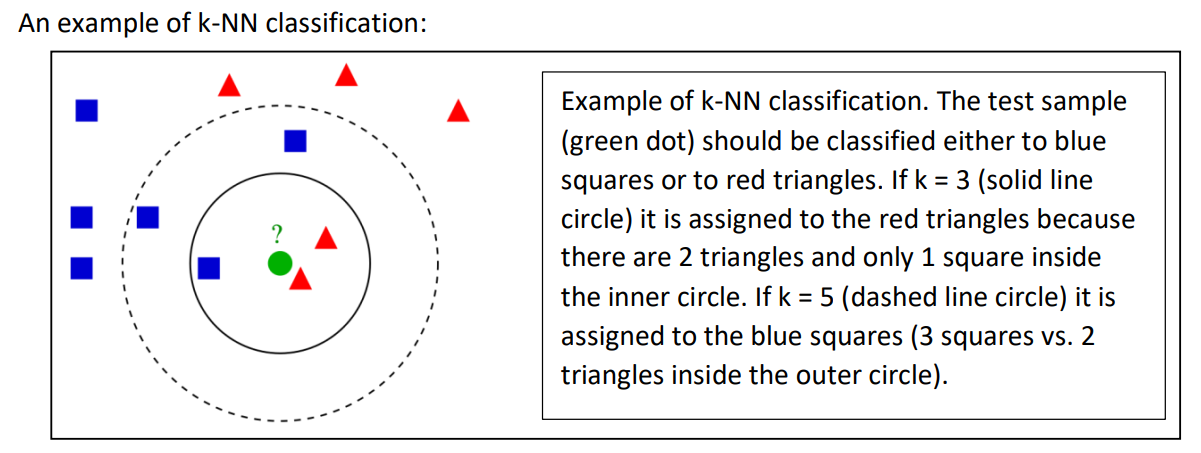 An example of k-NN classification:
?
Example of k-NN classification. The test sample
(green dot) should be classified either to blue
squares or to red triangles. If k = 3 (solid line
circle) it is assigned to the red triangles because
there are 2 triangles and only 1 square inside
the inner circle. If k = 5 (dashed line circle) it is
assigned to the blue squares (3 squares vs. 2
triangles inside the outer circle).